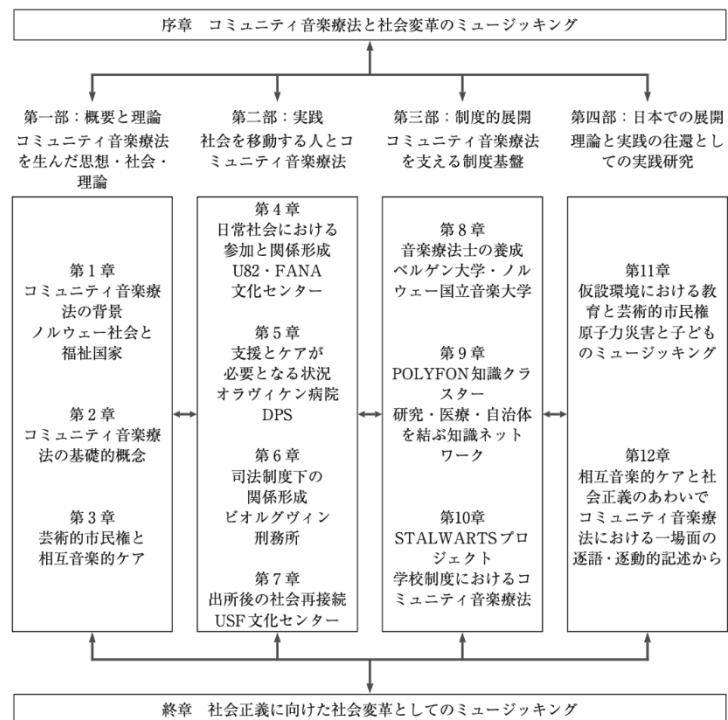 序章　コミュニティ音楽療法と社会変革のミュージッキング
第一部：概要と理論
コミュニティ音楽療法
を生んだ思想・社会・
理論
第二部：実践
社会を移動する人とコ
ミュニティ音楽療法
第三部：制度的展開
コミュニティ音楽療法
を支える制度基盤
第四部：日本での展開
理論と実践の往還とし
ての実践研究
第1章
コミュニティ音楽療
法の背景
ノルウェー社会と
福祉国家
第2章
コミュニティ音楽療
法の基礎的概念
第3章
芸術的市民権と
相互音楽的ケア
第4章
日常社会における
参加と関係形成
U82・FANA
文化センター
第5章
支援とケアが
必要となる状況
オラヴィケン病院
DPS
第6章
司法制度下の
関係形成
ビオルグヴィン
刑務所
第7章
出所後の社会再接続
USF文化センター
第8章
音楽療法士の養成
ベルゲン大学・ノル
ウェー国立音楽大学
第9章
POLYFON知識クラ
スター
研究・医療・自治体
を結ぶ知識ネット
ワーク
第10章
STALWARTSプロ
ジェクト
学校制度におけるコ
ミュニティ音楽療法
第11章
仮設環境における教
育と芸術的市民権
原子力災害と子ども
のミュージッキング
第12章
相互音楽的ケアと社
会正義のあわいで
コミュニティ音楽療
法における一場面の
逐語・逐動的記述から
終章　社会正義に向けた社会変革としてのミュージッキング